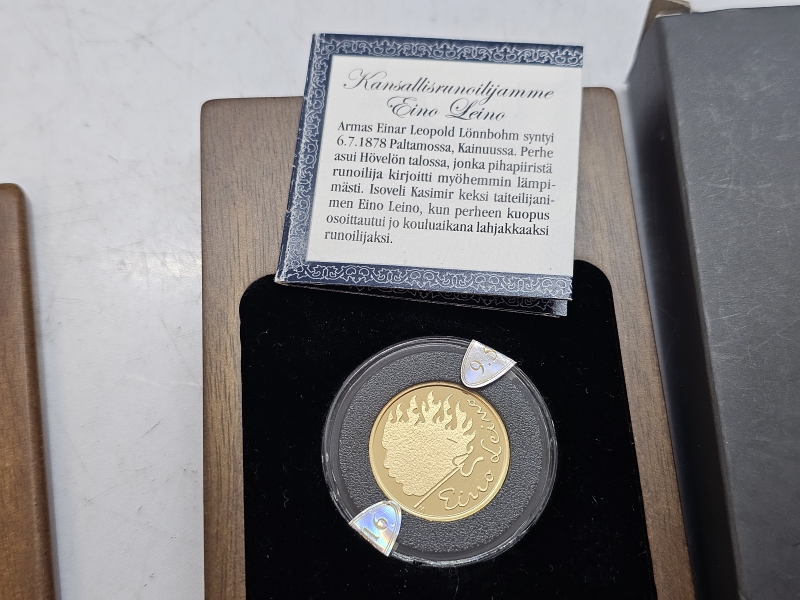 Kansallisrunoilijamme
Eino Leino
Armas Einar Leopold Lönnbohm syntyi
6.7.1878 Paltamossa, Kainuussa. Perhe
asui Hövelön talossa, jonka pihapiiristä
runoilija kirjoitti myöhemmin lämpi-
mästi. Isoveli Kasimir keksi taiteilijani-
men Eino Leino, kun perheen kuopus
osoittautui jo kouluaikana lahjakkaaksi
runoilijaksi.
Eino Leino